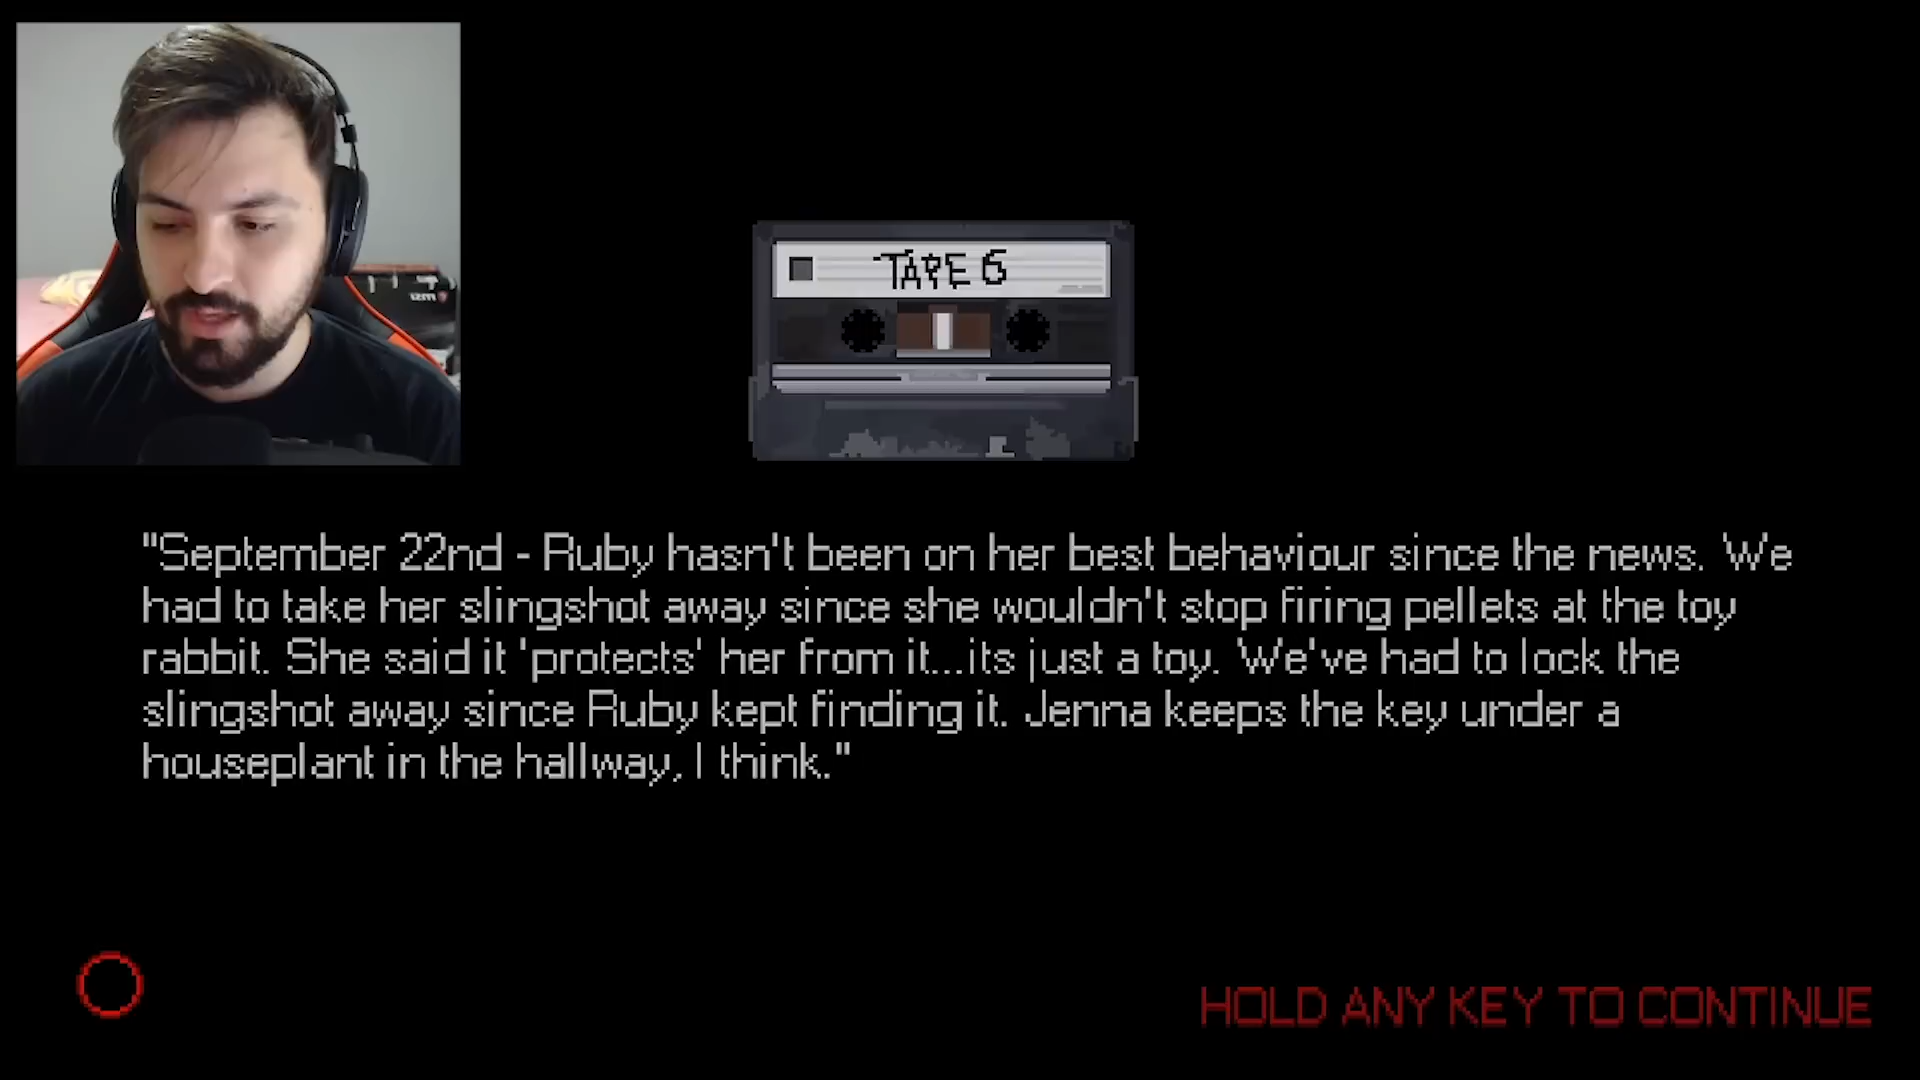 TAPE 6
"September 22nd - Ruby hasn't been on her best behaviour since the news. We
had to take her slingshot away since she wouldn't stop firing pellets at the toy
rabbit. She said it 'protects' her from it...its just a toy. We've had to lock the
slingshot away since Ruby kept finding it. Jenna keeps the key under a
houseplant in the hallway, I think."
HOLD ANY KEY TO CONTINUE